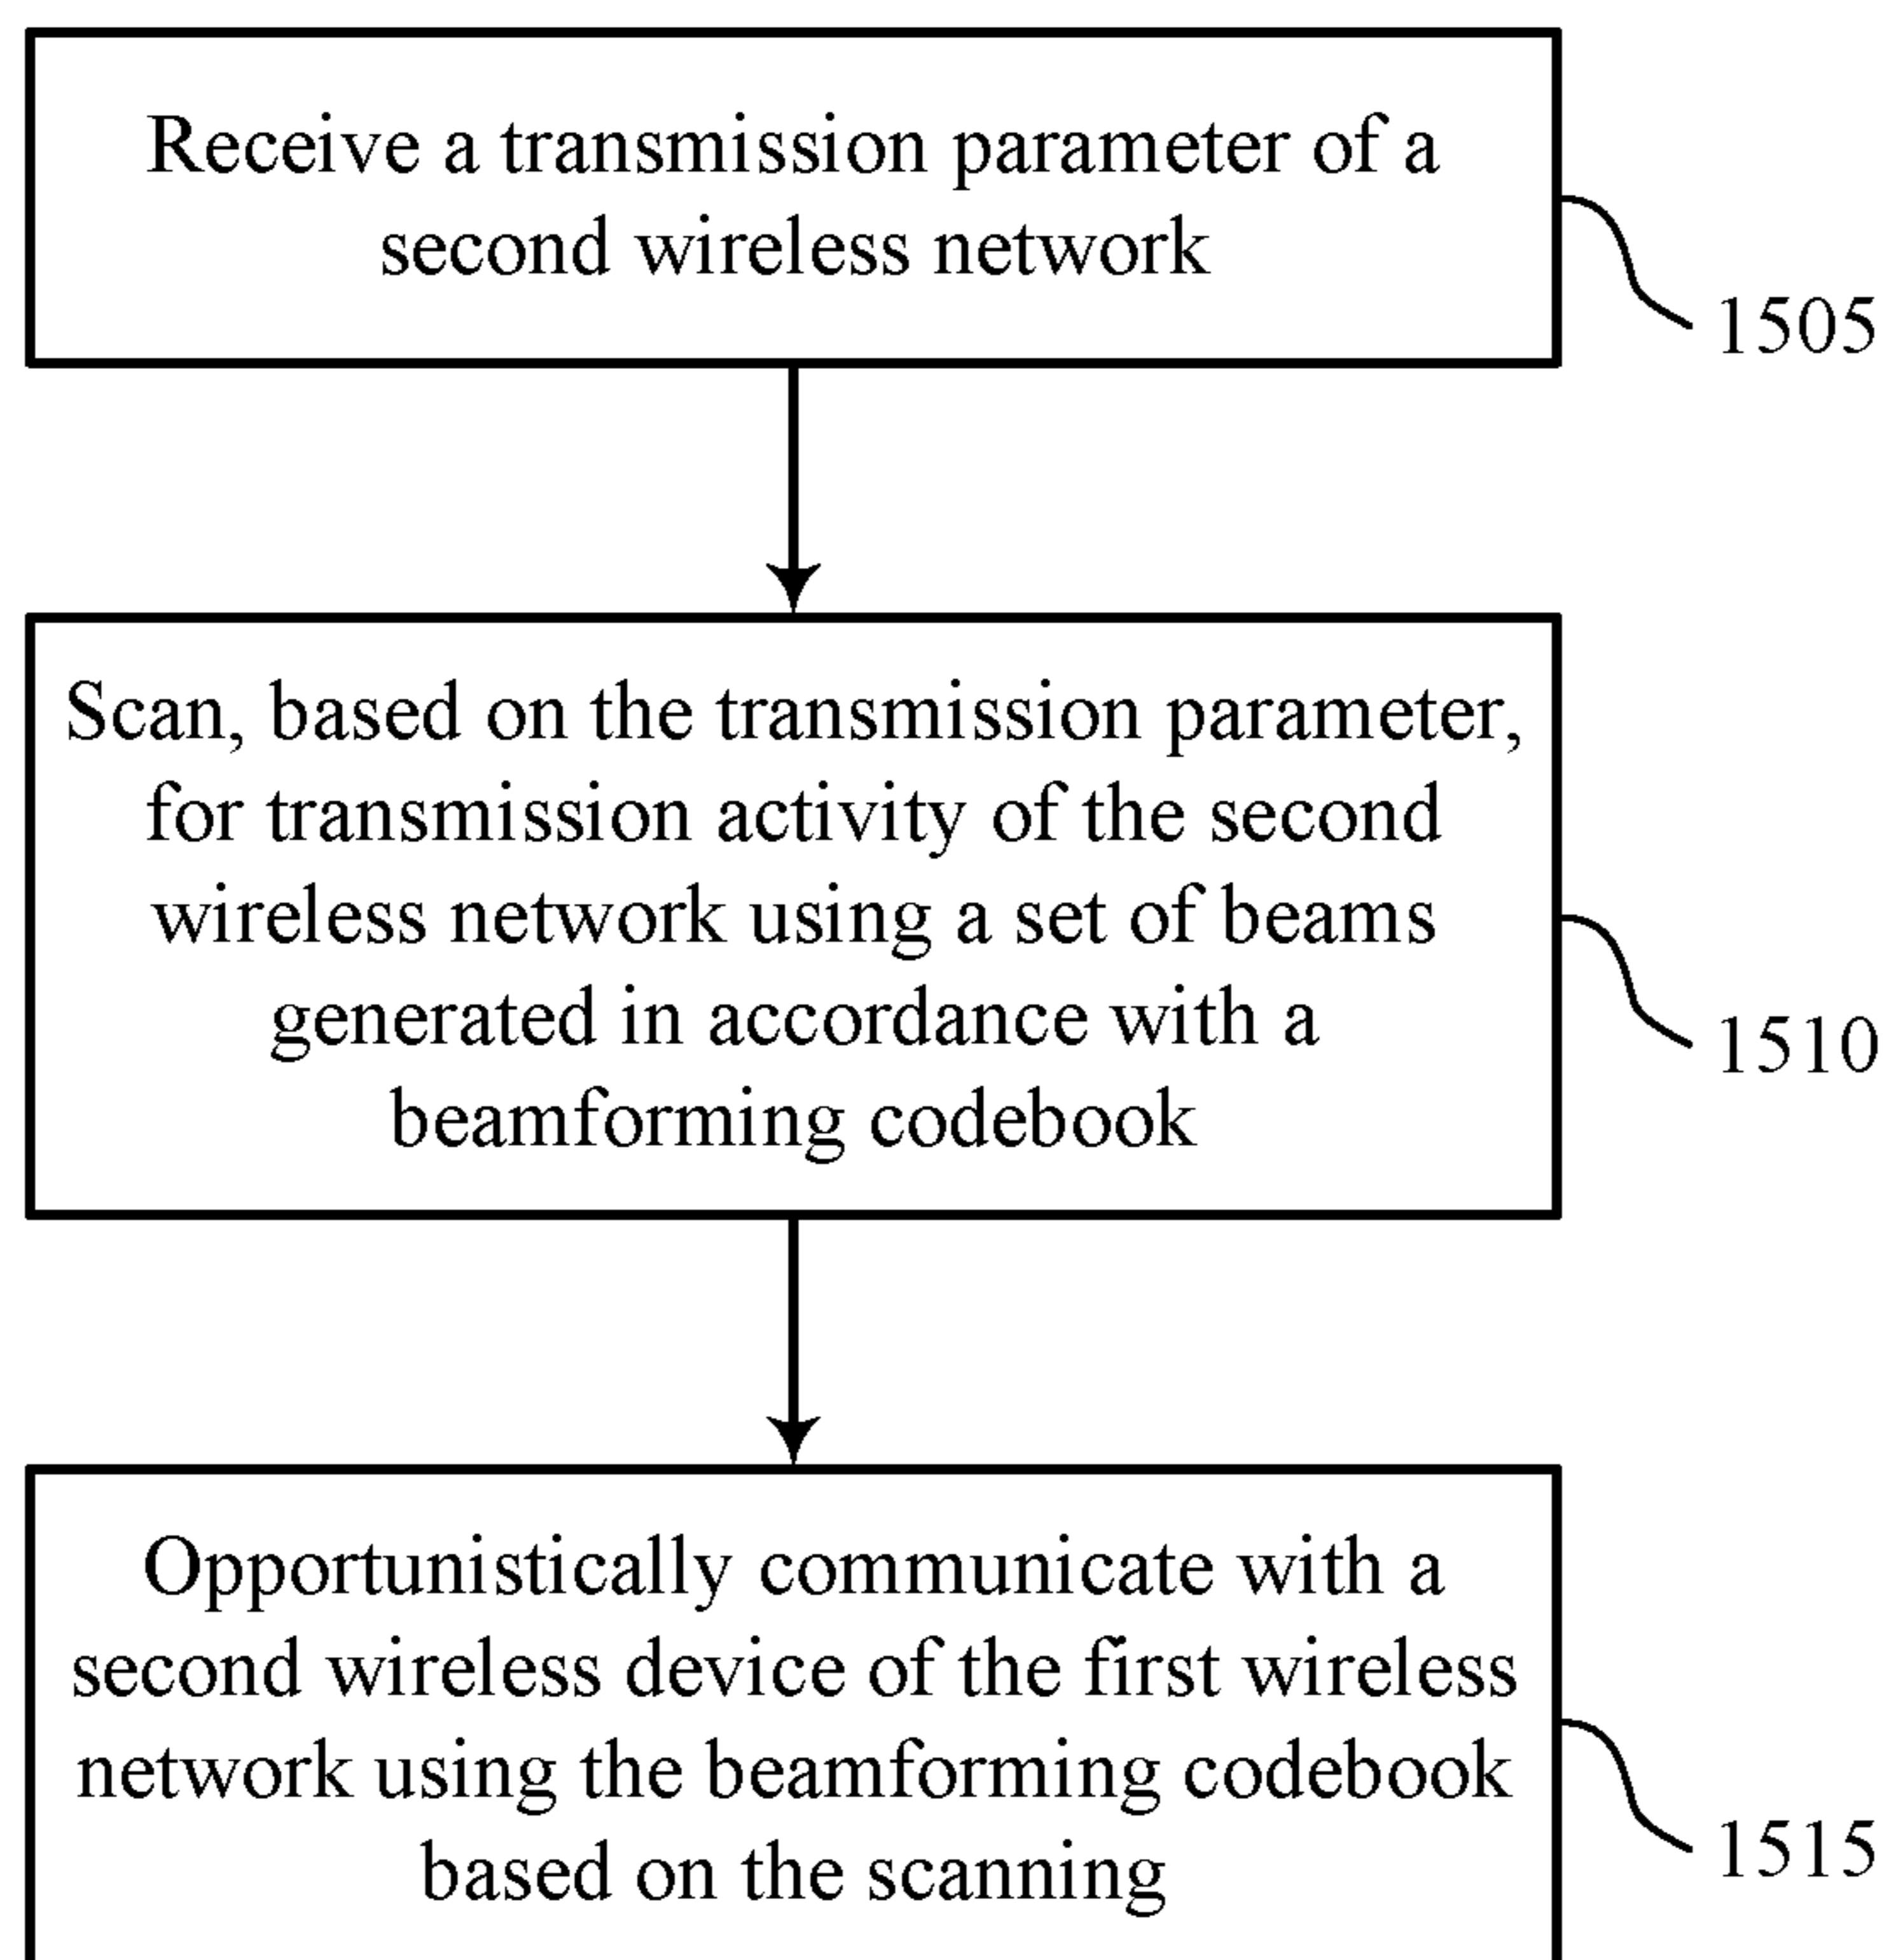 Receive a transmission parameter of a
second wireless network
1505
Scan, based on the transmission parameter,
for transmission activity of the second
wireless network using a set of beams
generated in accordance with a
beamforming codebook
1510
Opportunistically communicate with a
second wireless device of the first wireless
network using the beamforming codebook
based on the scanning
1515